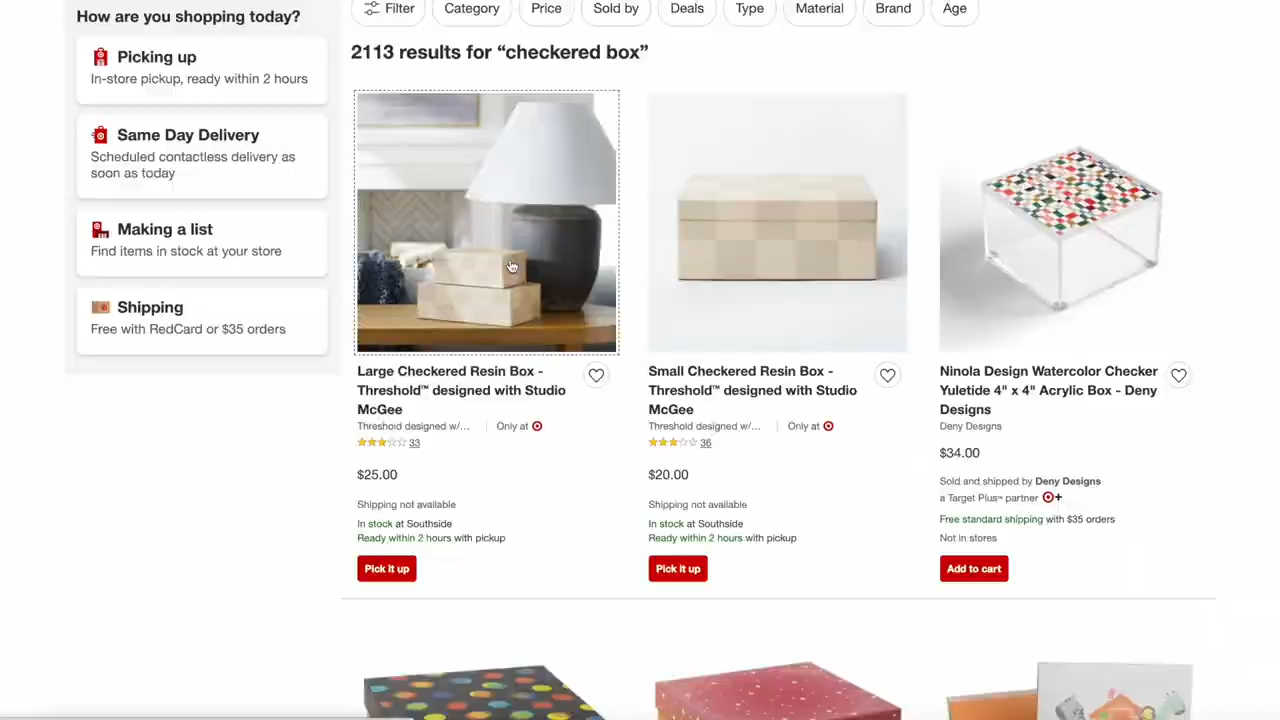 How are you shopping today?
Picking up
In-store pickup, ready within 2 hours
Same Day Delivery
Scheduled contactless delivery as
soon as today
Making a list
Find items in stock at your store
Shipping
Free with RedCard or $35 orders
Filter
Category
Price
Sold by
Deals
Type
Material
Brand
Age
2113 results for “checkered box”
Large Checkered Resin Box -
Threshold™ designed with Studio
McGee
Threshold designed w/...
Only at
33
$25.00
Shipping not available
In stock at Southside
Ready within 2 hours with pickup
Pick it up
Small Checkered Resin Box -
Threshold™ designed with Studio
McGee
Threshold designed w/...
Only at
36
$20.00
Shipping not available
In stock at Southside
Ready within 2 hours with pickup
Pick it up
Ninola Design Watercolor Checker
Yuletide 4" x 4" Acrylic Box - Deny
Designs
Deny Designs
$34.00
Sold and shipped by Deny Designs
a Target Plus™ partner
Free standard shipping with $35 orders
Not in stores
Add to cart